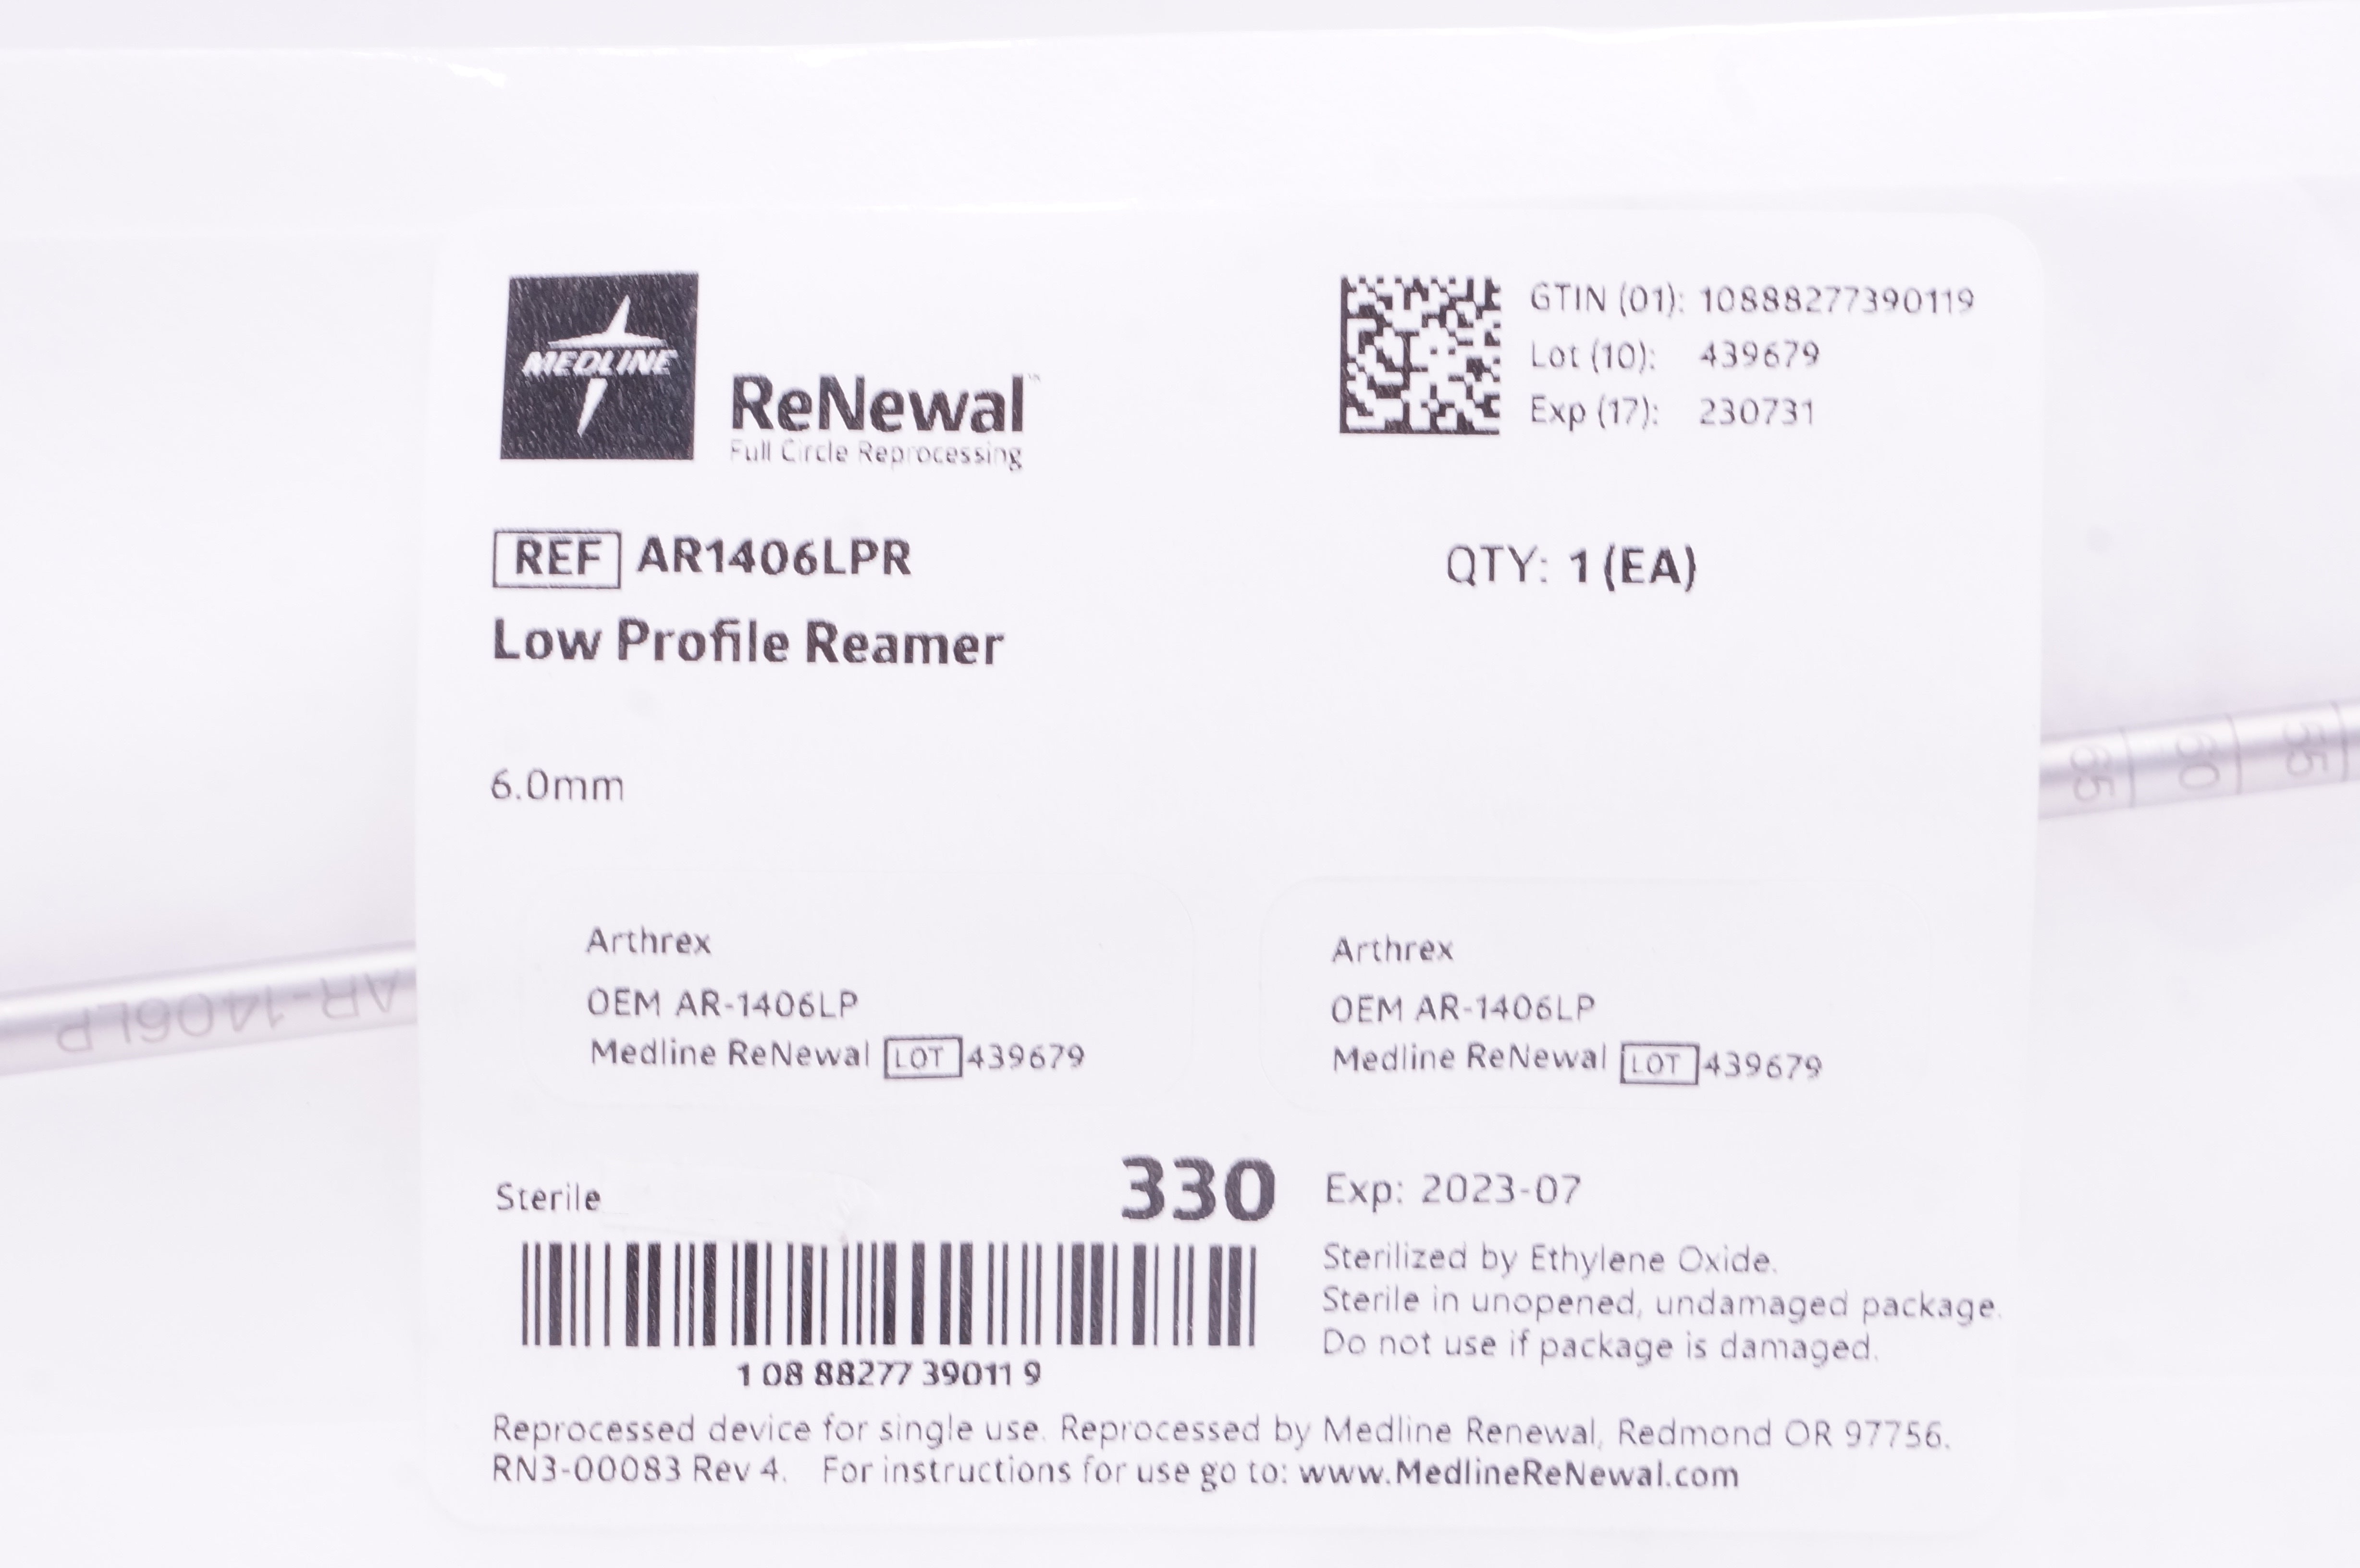 MEDLINE
ReNewal™
Full Circle Reprocessing
GTIN (01): 10888277390119
Lot (10): 439679
Exp (17): 230731
REF AR1406LPR
QTY: 1 (EA)
Low Profile Reamer
6.0mm
65 60 55
AR-1406LP
Arthrex
OEM AR-1406LP
Medline ReNewal LOT 439679
Arthrex
OEM AR-1406LP
Medline ReNewal LOT 439679
Sterile
330
Exp: 2023-07
1 08 88277 39011 9
Sterilized by Ethylene Oxide.
Sterile in unopened, undamaged package.
Do not use if package is damaged.
Reprocessed device for single use. Reprocessed by Medline Renewal, Redmond OR 97756.
RN3-00083 Rev 4. For instructions for use go to: www.MedlineReNewal.com